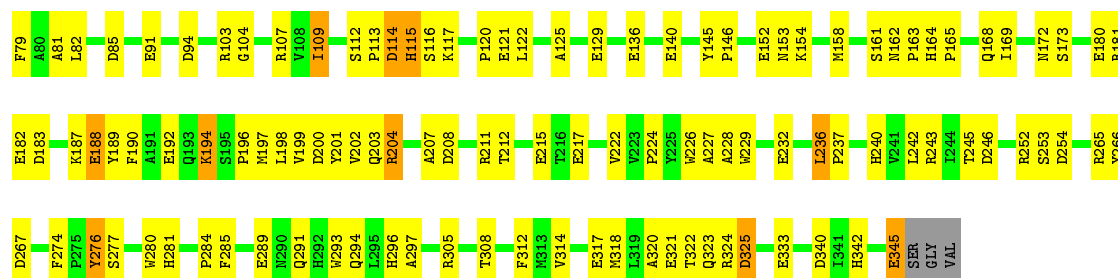 F79 A80 A81 L82 D85 E91 D94 R103 G104 R107 V108 I109 S112 P113 D114 H115 S116 K117 P120 E121 L122 A125 E129 E136 E140 Y145 P146 E152 N153 K154 M158 S161 N162 P163 H164 P165 Q168 I169 N172 S173 E180 R181
E182 D183 K187 E188 Y189 F190 A191 E192 Q193 K194 S195 P196 M197 L198 V199 D200 Y201 V202 Q203 R204 A207 D208 R211 T212 E215 T216 E217 V222 V223 P224 Y225 W226 A227 A228 W229 E232 L236 P237 H240 V241 L242 R243 I244 T245 D246 R252 S253 D254 R265 V266
D267 F274 P275 Y276 S277 W280 H281 P284 F285 E289 N290 Q291 H292 W293 Q294 L295 H296 A297 R305 T308 F312 M313 V314 E317 M318 L319 A320 E321 T322 Q323 R324 D325 E333 D340 I341 H342 E345 SER GLY VAL